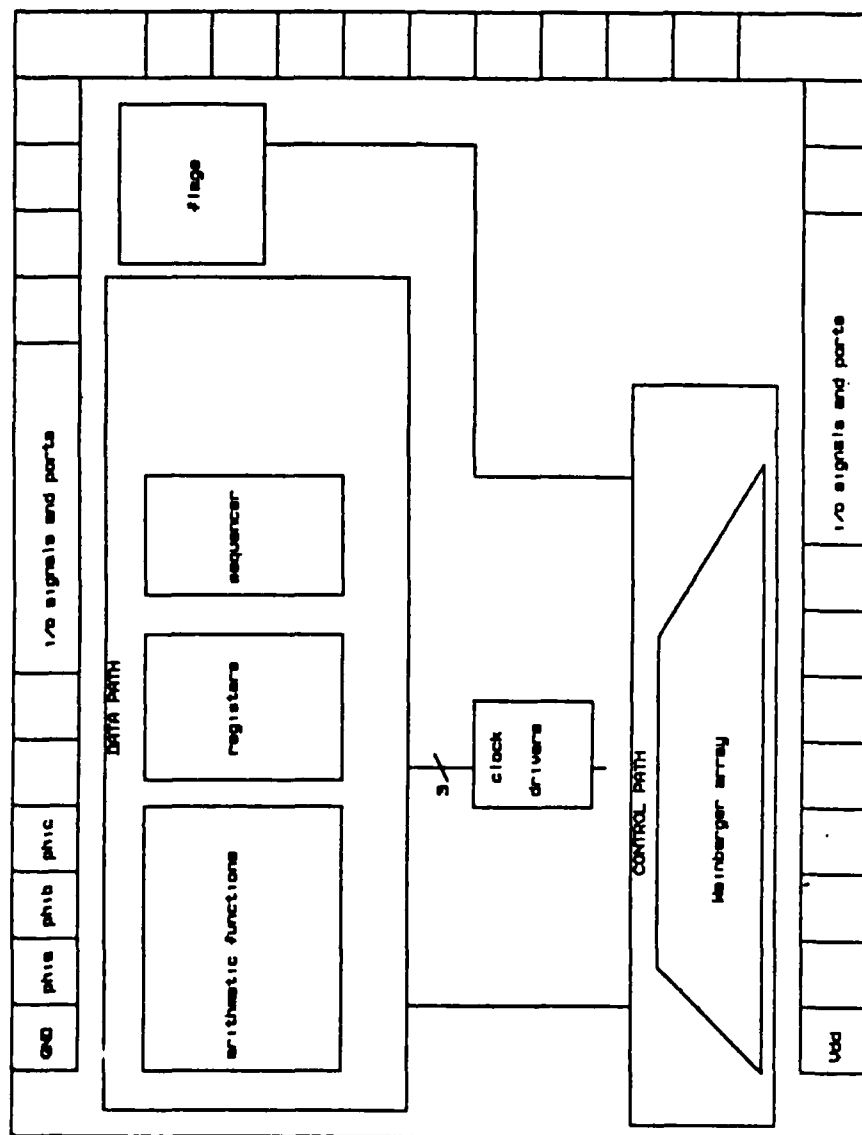 GND
phia
phib
phic
i/o signals and ports
DATA PATH
arithmetic functions
registers
sequencer
flags
3
clock
drivers
CONTROL PATH
Weinberger array
Vdd
i/o signals and ports